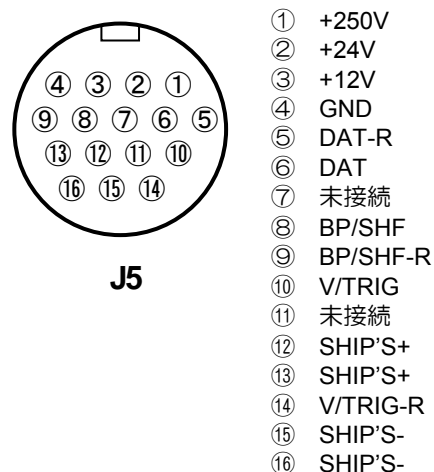 ④ ③ ② ①
⑨ ⑧ ⑦ ⑥ ⑤
⑬ ⑫ ⑪ ⑩
⑯ ⑮ ⑭
J5
① +250V
② +24V
③ +12V
④ GND
⑤ DAT-R
⑥ DAT
⑦ 未接続
⑧ BP/SHF
⑨ BP/SHF-R
⑩ V/TRIG
⑪ 未接続
⑫ SHIP'S+
⑬ SHIP'S+
⑭ V/TRIG-R
⑮ SHIP'S-
⑯ SHIP'S-